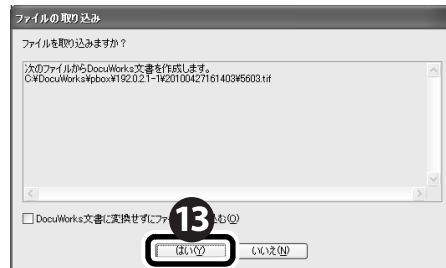 ファイルの取り込み
ファイルを取り込みますか？
次のファイルからDocuWorks文書を作成します。
C:¥DocuWorks¥pbox¥192.0.2.1-1¥20100427161403¥5603.tif
DocuWorks文書に変換せずにファ
む(O)
13
はい(Y)
いいえ(N)